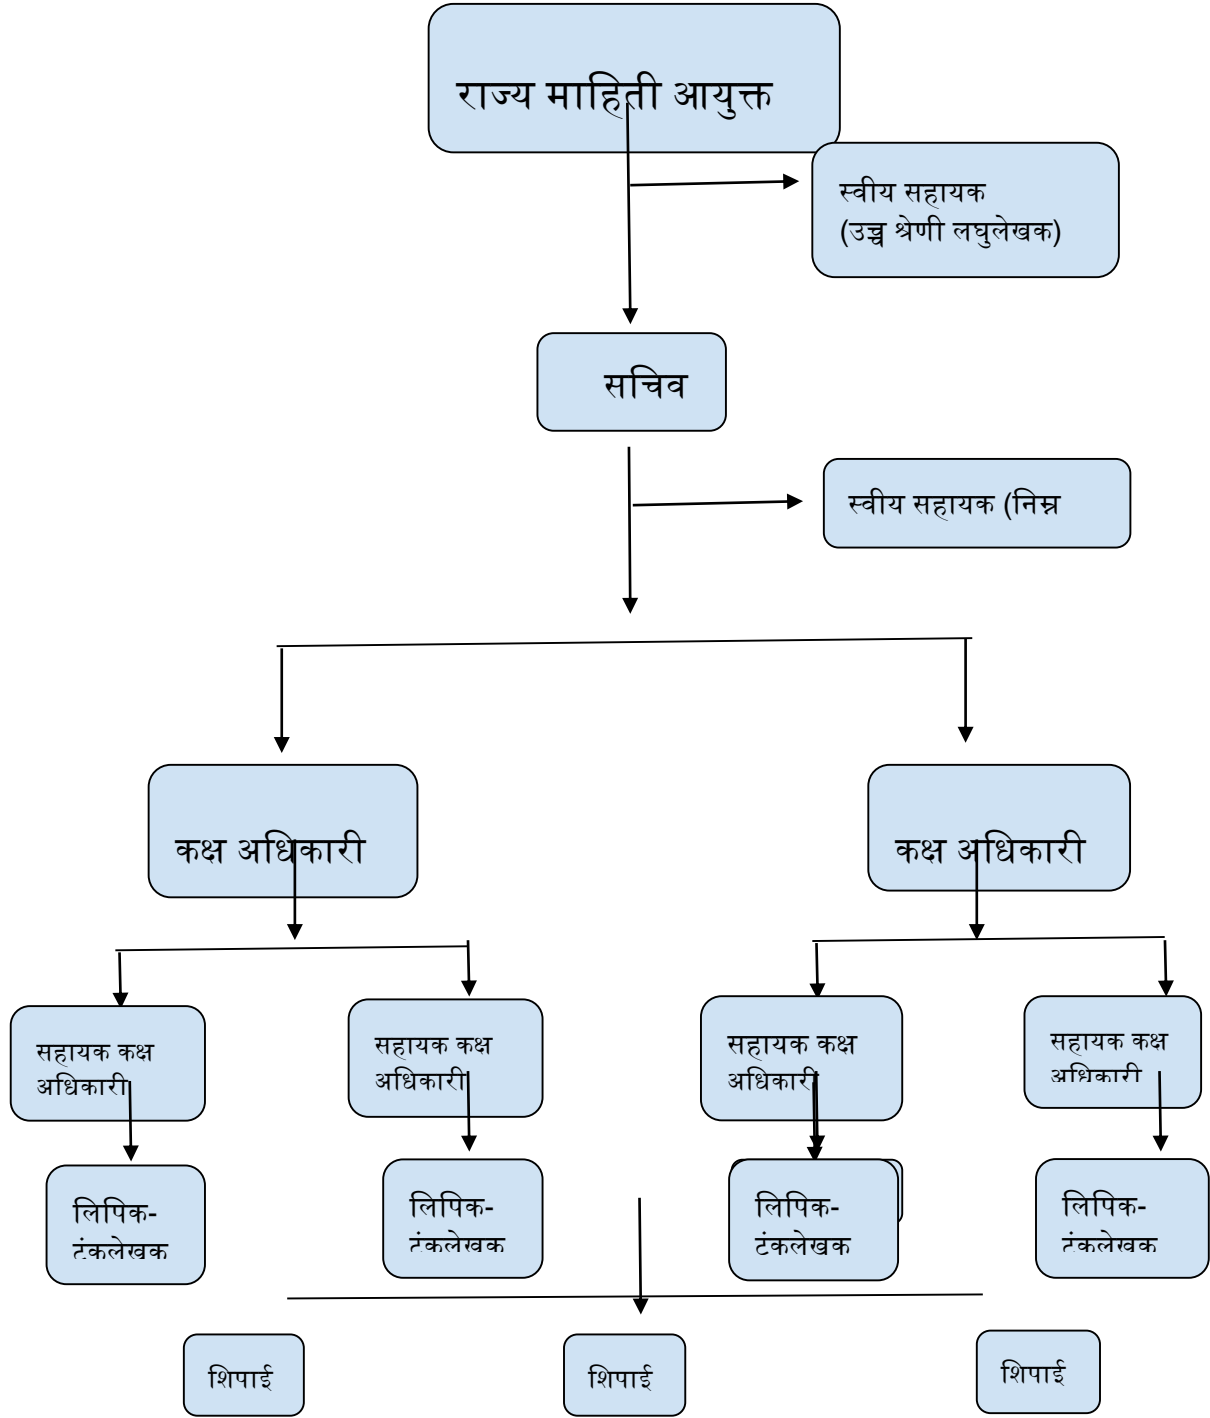 राज्य माहिती आयुक्त
स्वीय सहायक
(उच्च श्रेणी लघुलेखक)
सचिव
स्वीय सहायक (निम्न
कक्ष अधिकारी
कक्ष अधिकारी
सहायक कक्ष
अधिकारी
सहायक कक्ष
अधिकारी
सहायक कक्ष
अधिकारी
सहायक कक्ष
अधिकारी
लिपिक-
टंकलेखक
लिपिक-
टंकलेखक
लिपिक-
टंकलेखक
लिपिक-
टंकलेखक
शिपाई
शिपाई
शिपाई